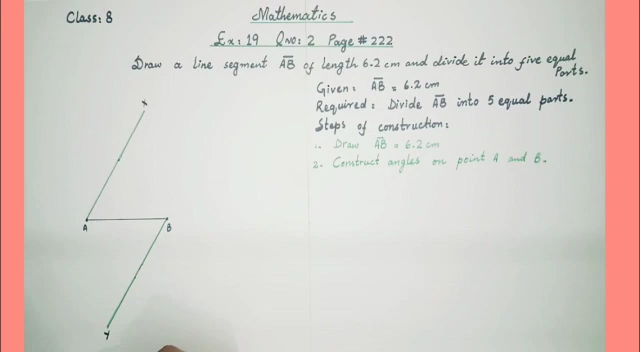 Class: 8
Mathematics
Ex: 19 Q no: 2 Page # 222
Draw a line segment AB of length 6.2 cm and divide it into five equal
Parts.
Given: AB = 6.2 cm
Required: Divide AB into 5 equal parts.
Steps of construction:
1. Draw AB = 6.2 cm
2. Construct angles on point A and B.
X
A
B
Y